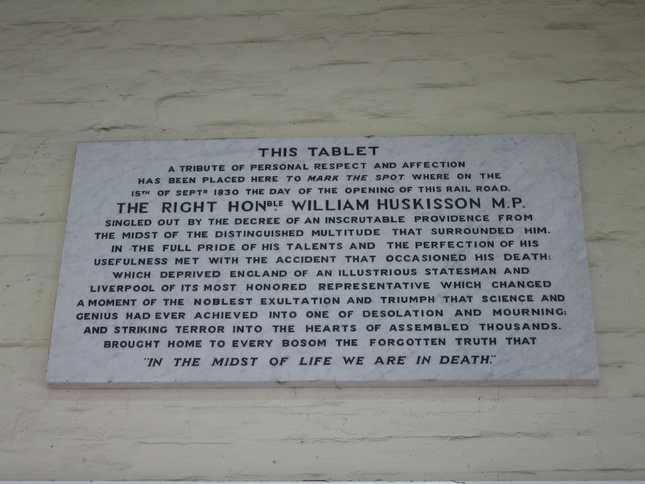 THIS TABLET
A TRIBUTE OF PERSONAL RESPECT AND AFFECTION
HAS BEEN PLACED HERE TO MARK THE SPOT WHERE ON THE
15TH OF SEPTR 1830 THE DAY OF THE OPENING OF THIS RAIL ROAD.
THE RIGHT HONBLE WILLIAM HUSKISSON M.P.
SINGLED OUT BY THE DECREE OF AN INSCRUTABLE PROVIDENCE FROM
THE MIDST OF THE DISTINGUISHED MULTITUDE THAT SURROUNDED HIM.
IN THE FULL PRIDE OF HIS TALENTS AND THE PERFECTION OF HIS
USEFULNESS MET WITH THE ACCIDENT THAT OCCASIONED HIS DEATH;
WHICH DEPRIVED ENGLAND OF AN ILLUSTRIOUS STATESMAN AND
LIVERPOOL OF ITS MOST HONORED REPRESENTATIVE WHICH CHANGED
A MOMENT OF THE NOBLEST EXULTATION AND TRIUMPH THAT SCIENCE AND
GENIUS HAD EVER ACHIEVED INTO ONE OF DESOLATION AND MOURNING;
AND STRIKING TERROR INTO THE HEARTS OF ASSEMBLED THOUSANDS.
BROUGHT HOME TO EVERY BOSOM THE FORGOTTEN TRUTH THAT
"IN THE MIDST OF LIFE WE ARE IN DEATH."